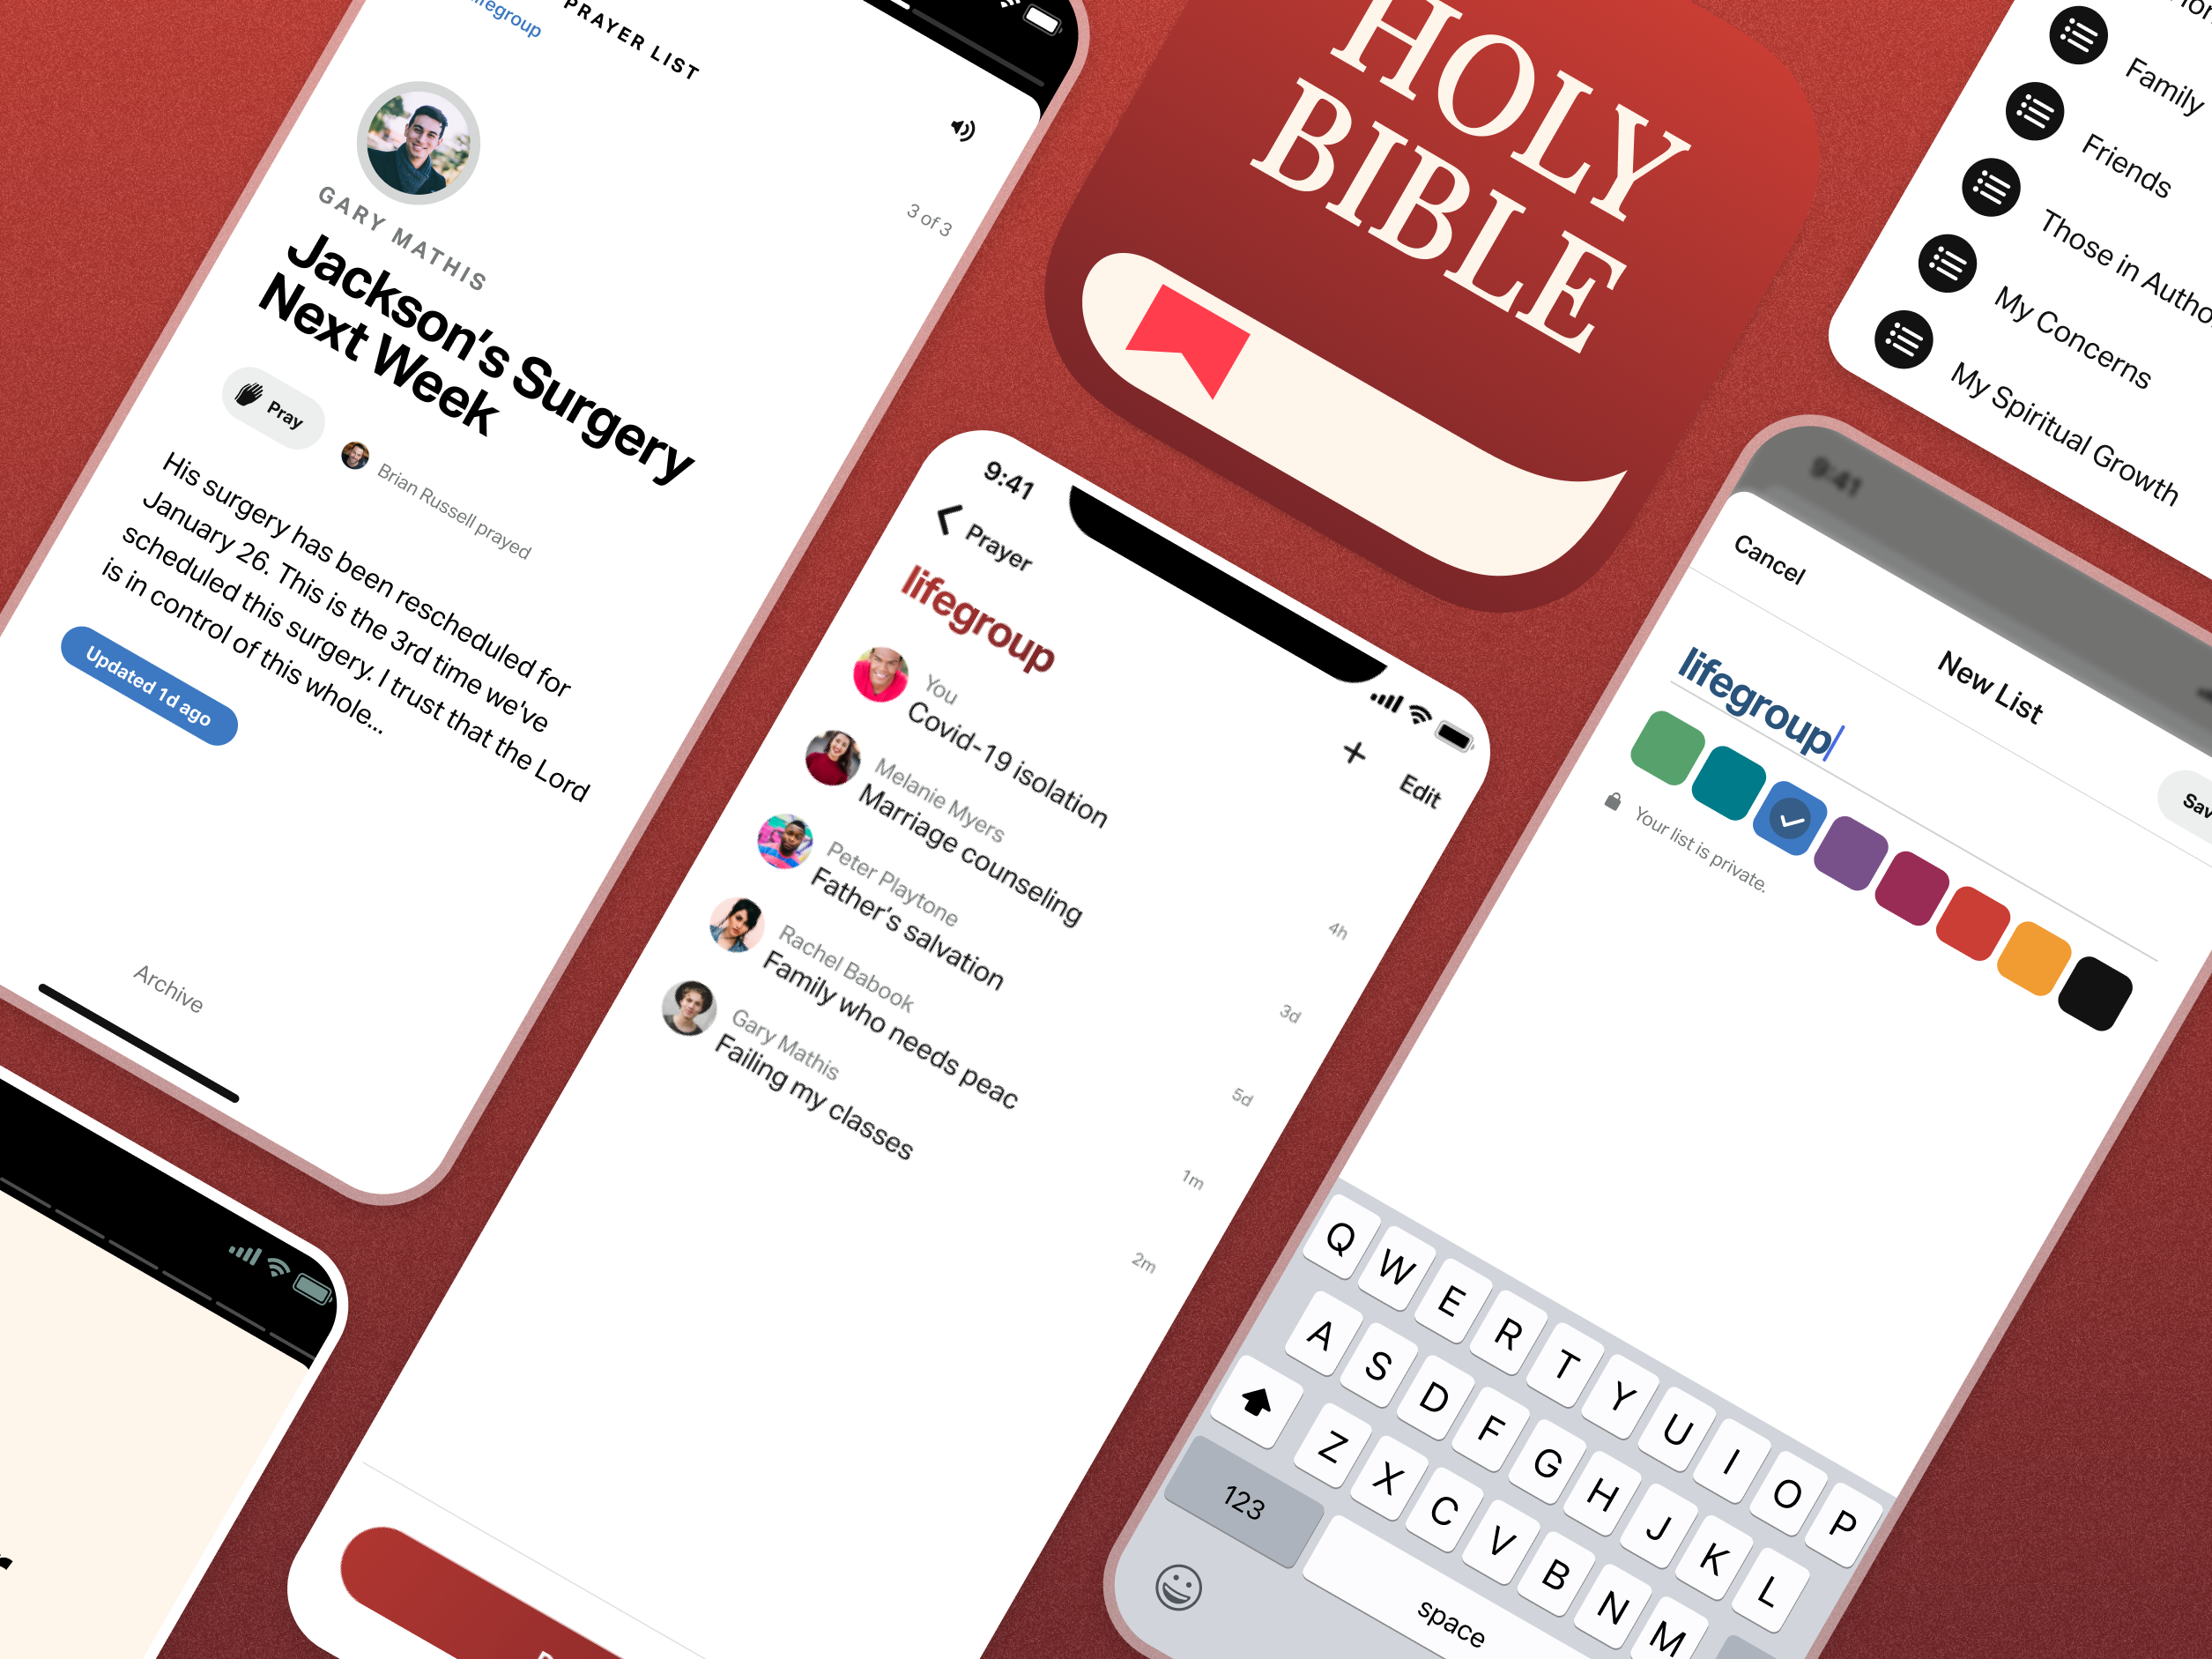 lifegroup
PRAYER LIST
3 of 3
GARY MATHIS
Jackson's Surgery
Next Week
Pray
Brian Russell prayed
His surgery has been rescheduled for
January 26. This is the 3rd time we've
scheduled this surgery. I trust that the Lord
is in control of this whole...
Updated 1d ago
Archive
HOLY
BIBLE
9:41
Prayer
Edit
lifegroup
You
Covid-19 isolation
4h
Melanie Myers
Marriage counseling
3d
Peter Playtone
Father's salvation
5d
Rachel Babook
Family who needs peac
1m
Gary Mathis
Failing my classes
2m
Family
Friends
Those in Autho
My Concerns
My Spiritual Growth
9:41
Cancel
New List
Sav
lifegroup
Your list is private.
Q W E R T Y U I O P
A S D F G H J K L
Z X C V B N M
123
space